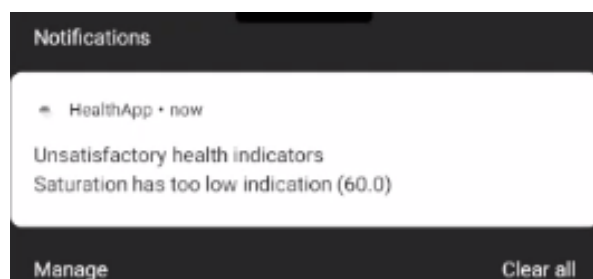 Notifications
HealthApp • now
Unsatisfactory health indicators
Saturation has too low indication (60.0)
Manage
Clear all